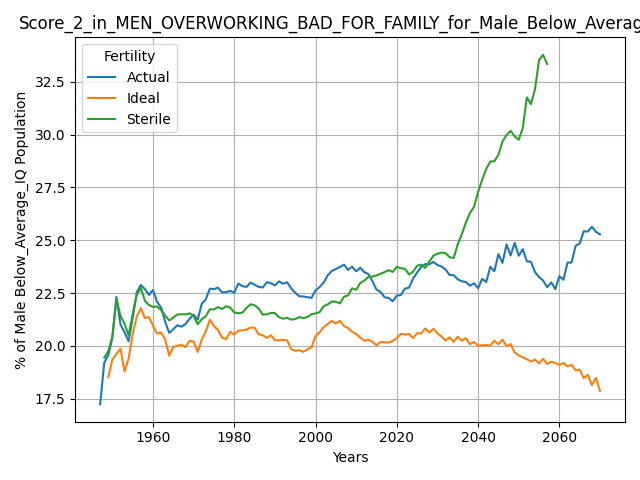 Score_2_in_MEN_OVERWORKING_BAD_FOR_FAMILY_for_Male_Below_Averag
Fertility
Actual
Ideal
Sterile
% of Male Below_Average_IQ Population
32.5
30.0
27.5
25.0
22.5
20.0
17.5
1960 1980 2000 2020 2040 2060
Years